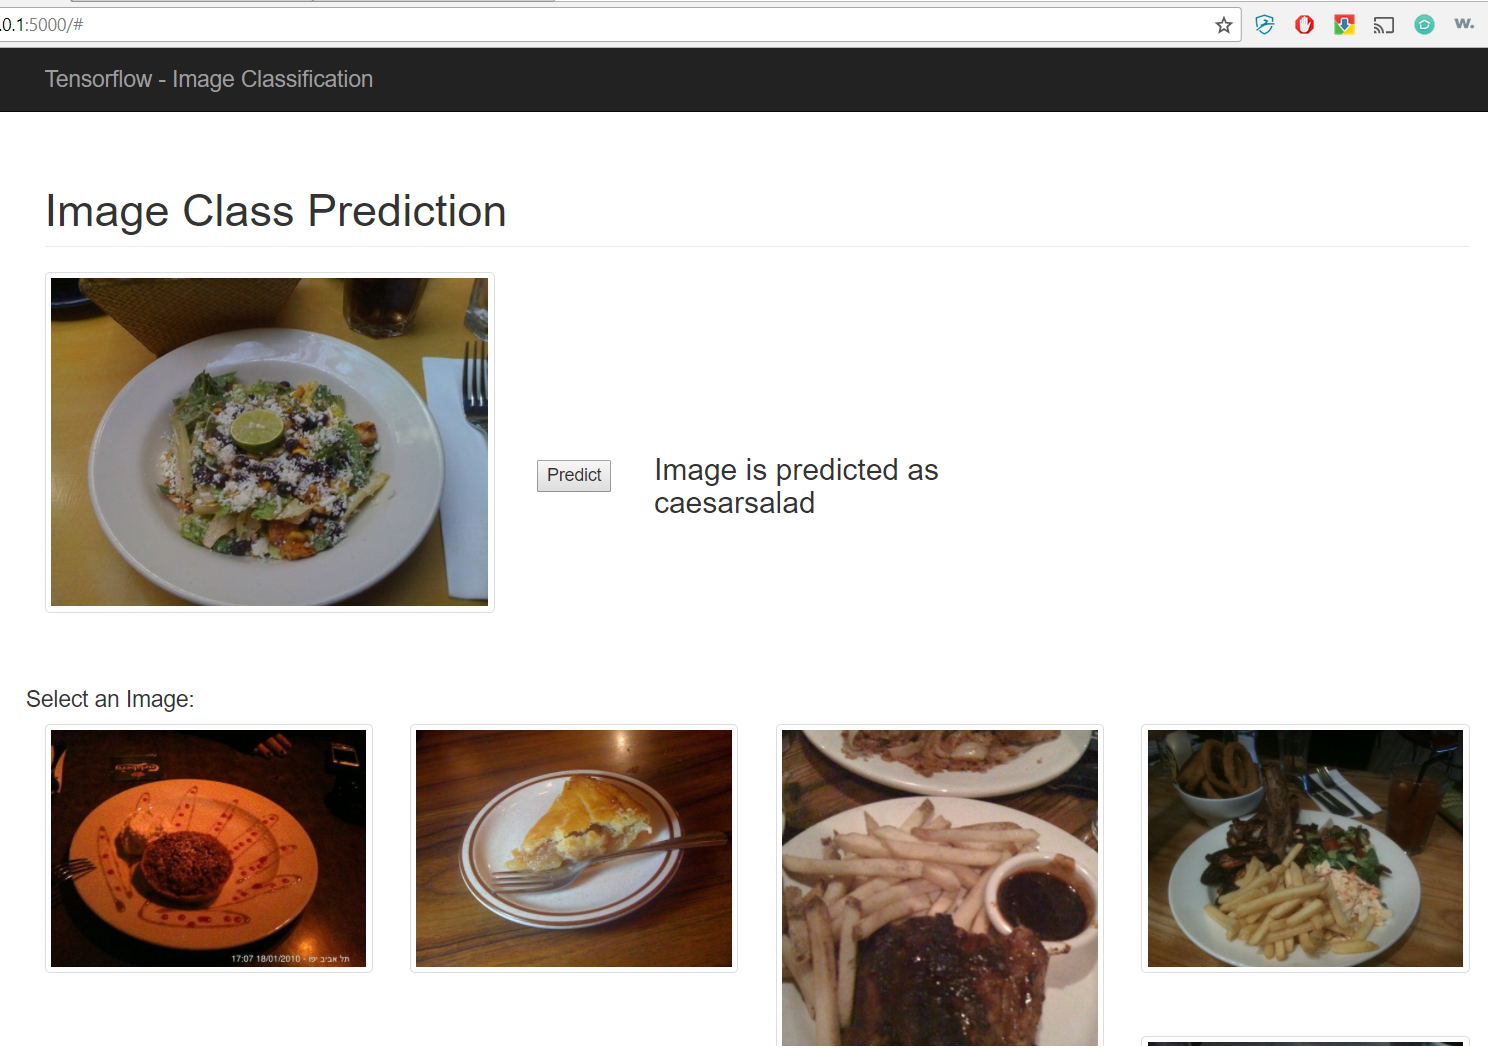 .0.1:5000/#
W.
Tensorflow - Image Classification
Image Class Prediction
Predict
Image is predicted as
caesarsalad
Select an Image:
17:07 18/01/2010 - תל אביב יפו